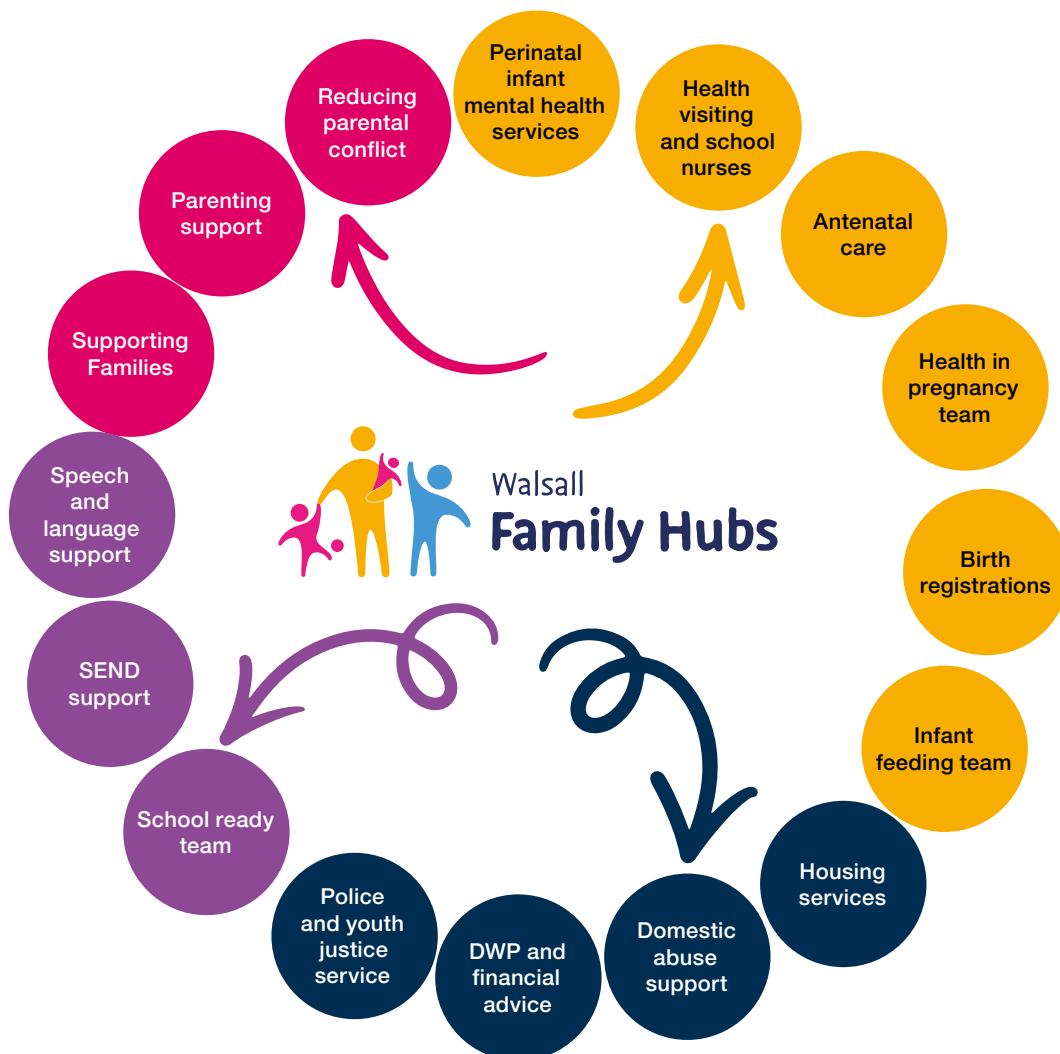 Perinatal
infant
mental health
services
Health
visiting
and school
nurses
Antenatal
care
Health in
pregnancy
team
Birth
registrations
Infant
feeding team
Housing
services
Domestic
abuse
support
DWP and
financial
advice
Police
and youth
justice
service
School ready
team
SEND
support
Speech
and
language
support
Supporting
Families
Parenting
support
Reducing
parental
conflict
Walsall
Family Hubs